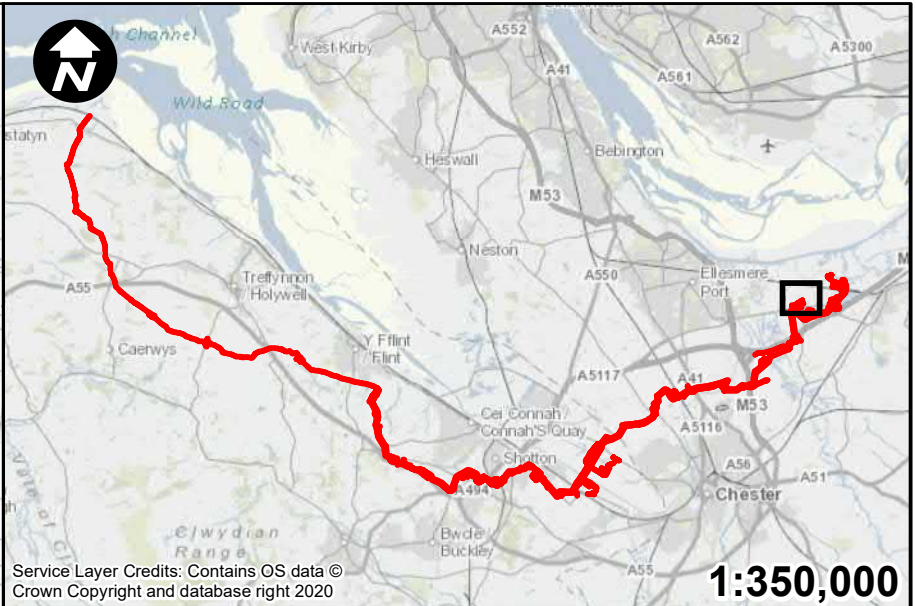 Channel
A552
A562
A5300
West Kirby
A41
A561
N
Wild Road
statyn
Heswall
Bebington
M53
Neston
A550
Ellesmere
Port
Treffynnon
Holywell
A55
Caerwys
Y Fflint
Flint
A5117
A41
M53
Cei Connah
Connah'S Quay
A5116
Shotton
A56
A51
A494
Chester
Clwydian
Range
Bwcle
Buckley
A55
Service Layer Credits: Contains OS data ©
Crown Copyright and database right 2020
1:350,000